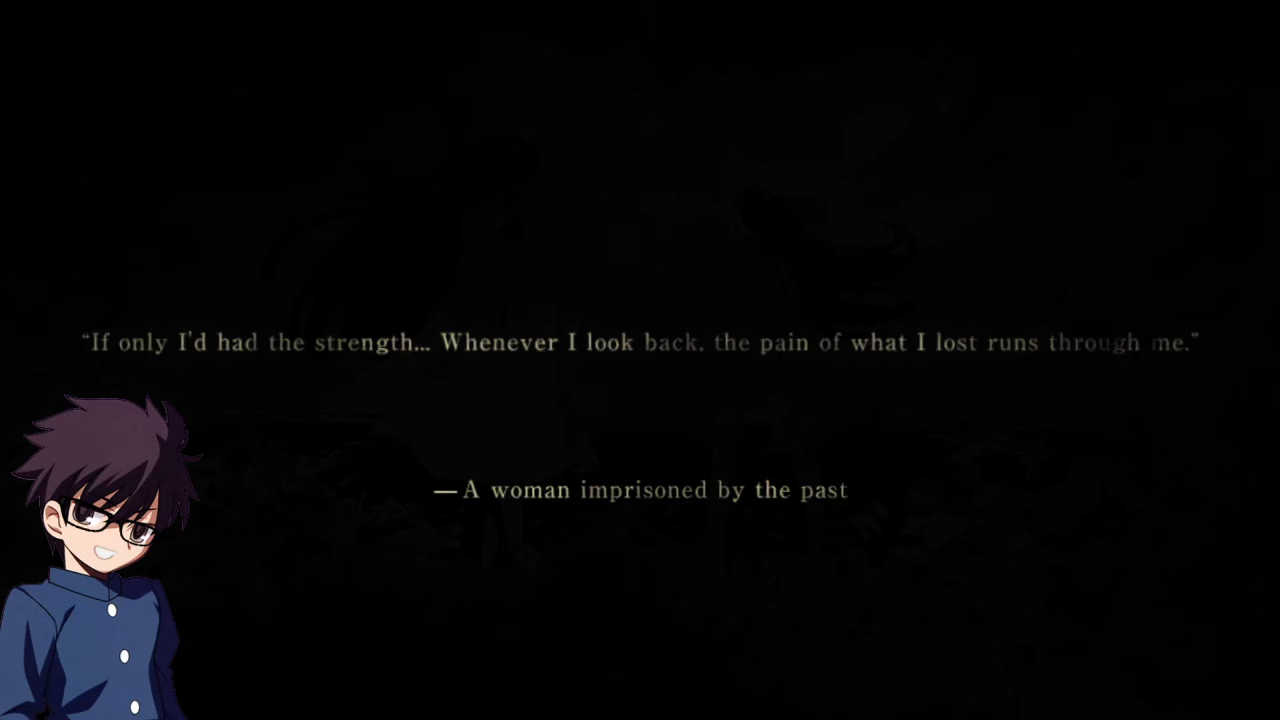 “If only I'd had the strength... Whenever I look back, the pain of what I lost runs through me.”
—A woman imprisoned by the past